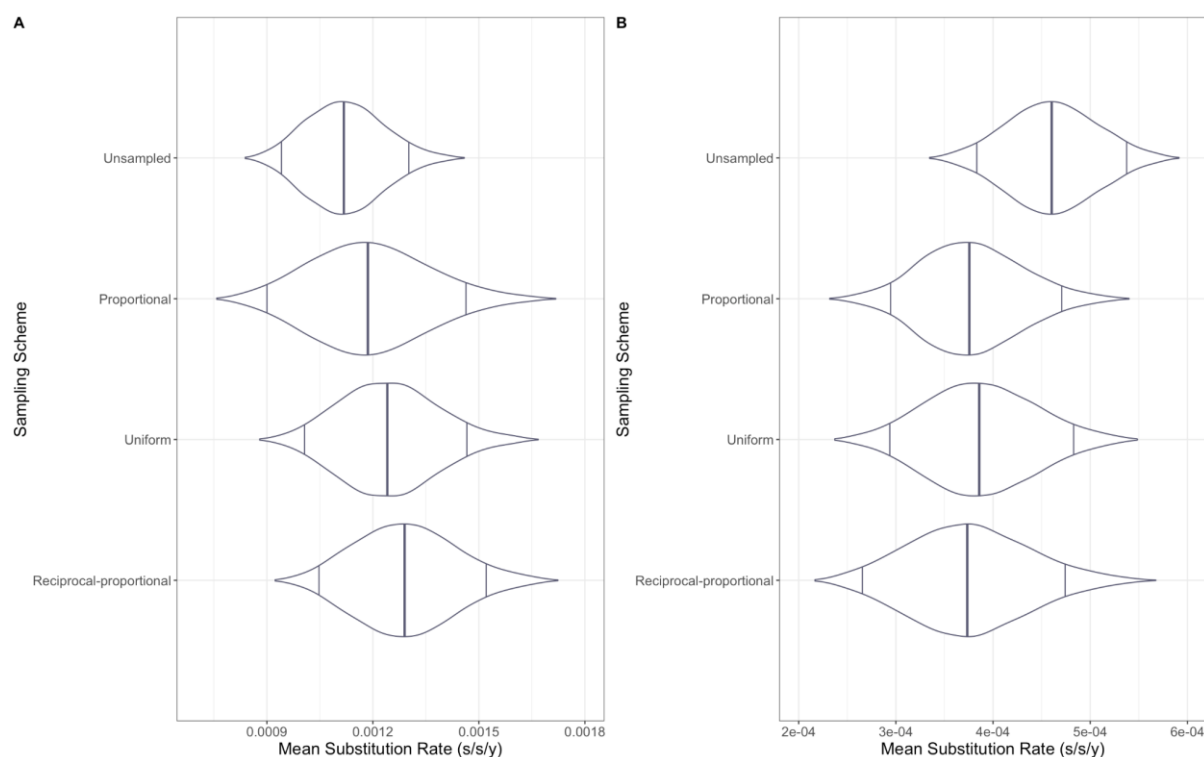 A
Sampling Scheme
Unsampled
Proportional
Uniform
Reciprocal-proportional
0.0009 0.0012 0.0015 0.0018
Mean Substitution Rate (s/s/y)
B
Sampling Scheme
Unsampled
Proportional
Uniform
Reciprocal-proportional
2e-04 3e-04 4e-04 5e-04 6e-04
Mean Substitution Rate (s/s/y)